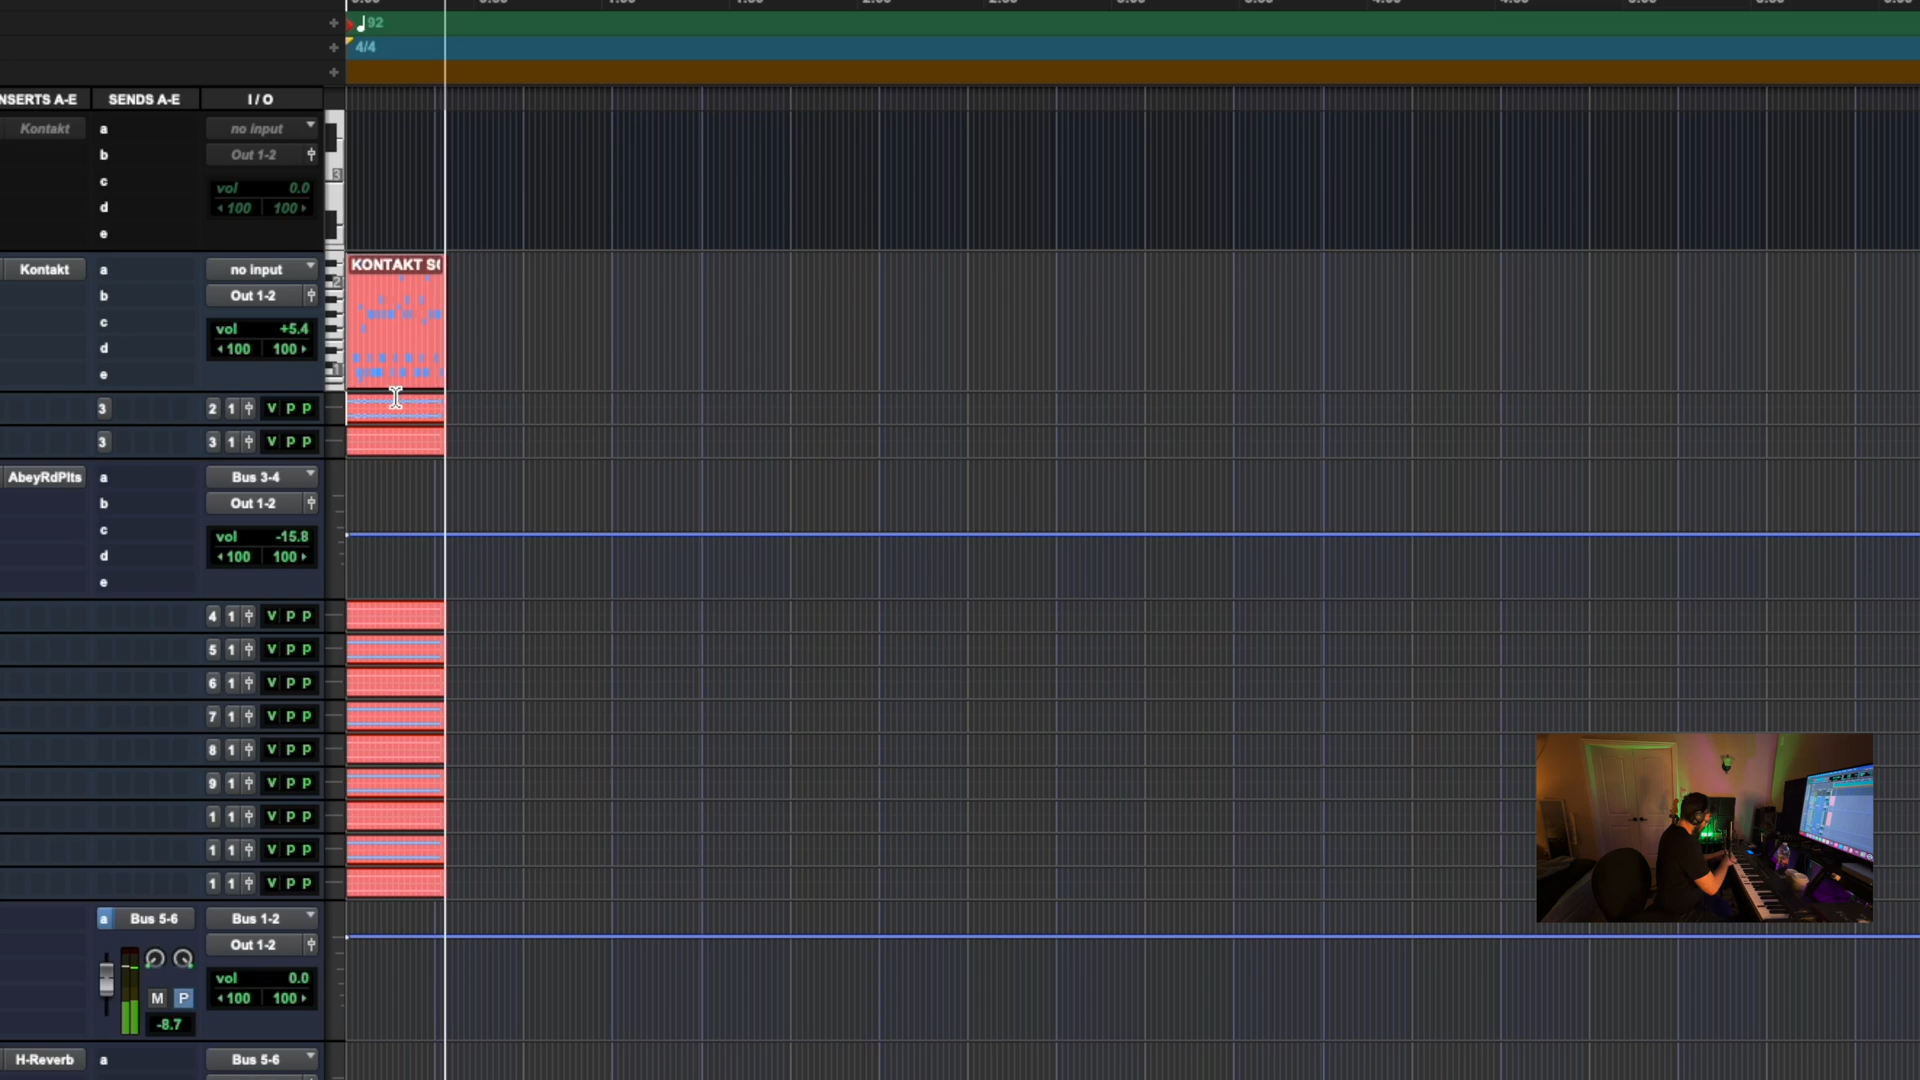 92
4/4
NSERTS A-E SENDS A-E I / O
Kontakt a no input
b Out 1-2
c
vol 0.0
d 100 100
e
3
KONTAKT S
Kontakt a no input
2
b Out 1-2
c vol +5.4
d 100 100
1
e
3 2 1 v p p
3 3 1 v p p
AbeyRdPlts a Bus 3-4
b Out 1-2
c vol -15.8
d 100 100
e
4 1 v p p
5 1 v p p
6 1 v p p
7 1 v p p
8 1 v p p
9 1 v p p
1 1 v p p
1 1 v p p
1 1 v p p
a Bus 5-6 Bus 1-2
Out 1-2
vol 0.0
M P 100 100
-8.7
H-Reverb a Bus 5-6